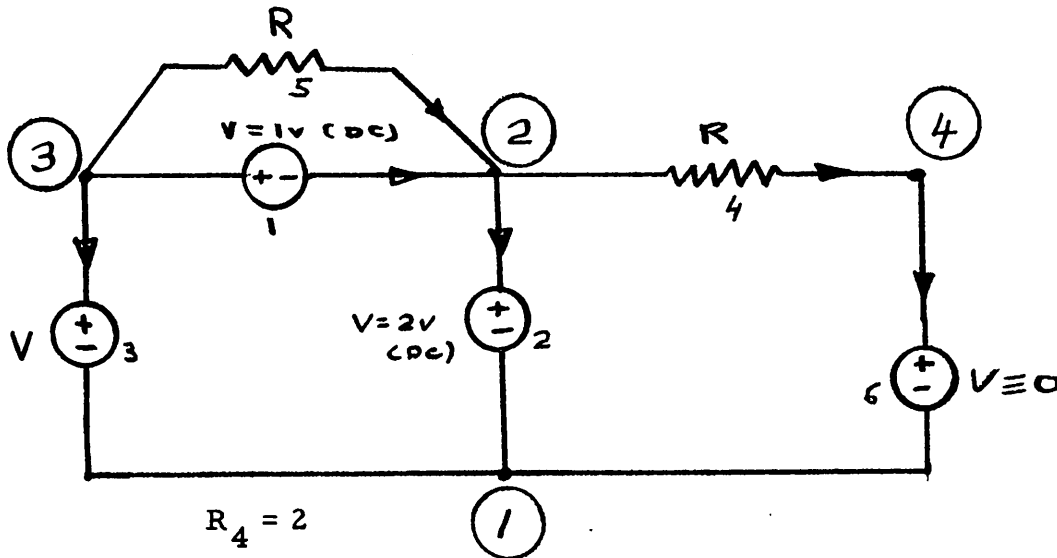 R
5
V=1V (DC)
3
+ -
1
2
R
4
4
V
+
-
3
V=2V
(DC)
+
-
2
6
+
-
V≡0
R4 = 2
1